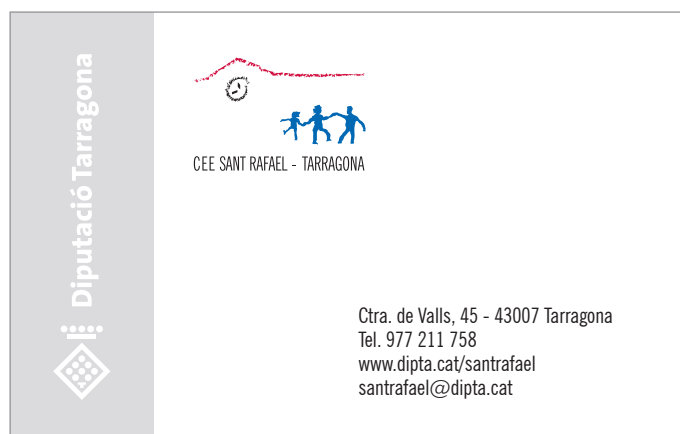 Diputació Tarragona
CEE SANT RAFAEL - TARRAGONA
Ctra. de Valls, 45 - 43007 Tarragona
Tel. 977 211 758
www.dipta.cat/santrafael
santrafael@dipta.cat